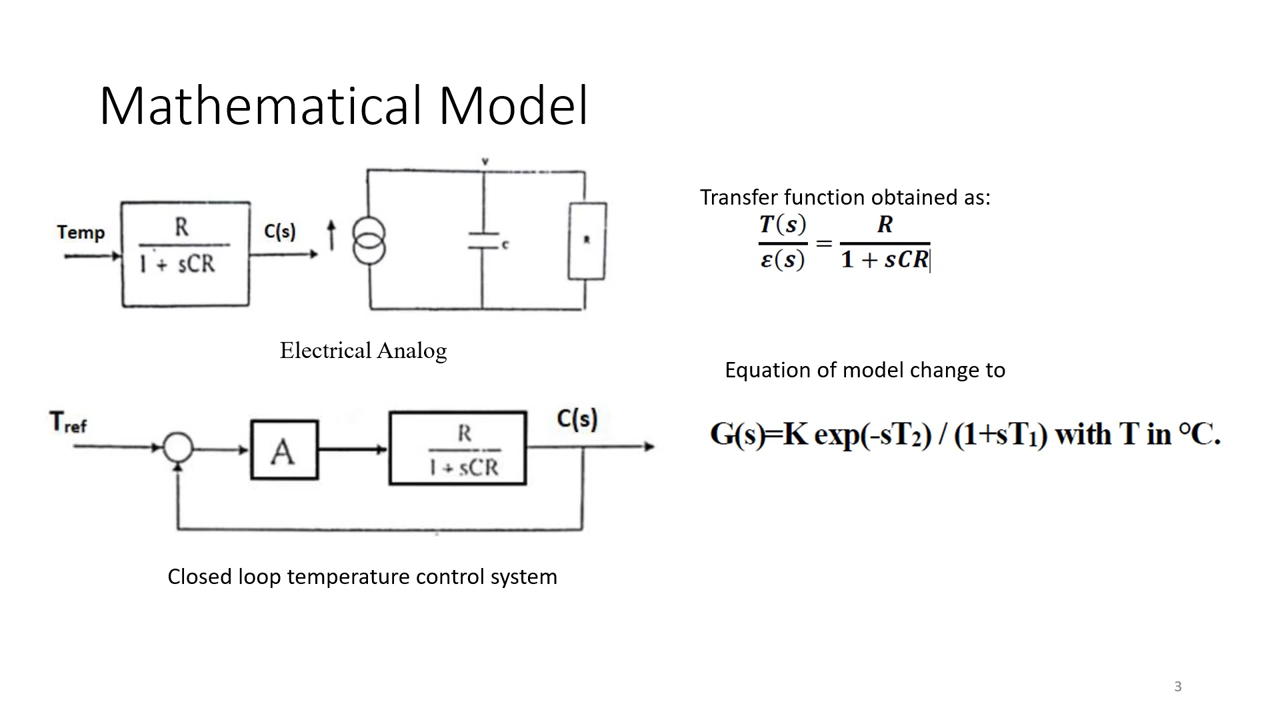 Mathematical Model
Temp
R
1 + sCR
C(s)
v
c
R
Electrical Analog
Transfer function obtained as:
T(s)/ε(s) = R/(1 + sCR)
Equation of model change to
G(s)=K exp(-sT₂) / (1+sT₁) with T in °C.
Tref
A
R
1 + sCR
C(s)
Closed loop temperature control system
3